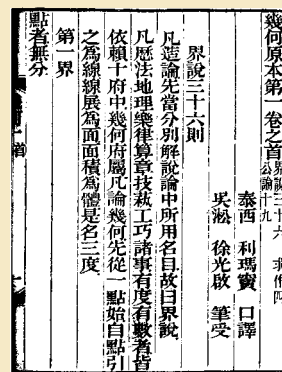 幾何原本第一卷之首界說三十六 求作四
公論十九
泰西 利瑪竇 口譯
吳淞 徐光啟 筆受
界說三十六則
凡造論先當分別解說論中所用名目故曰界說
凡歷法地理樂律算章技藝工巧諸事有度有數者皆
依賴十府中幾何府屬凡論幾何先從一點始自點引
之為線線展為面面積為體是名三度
第一界
點者無分